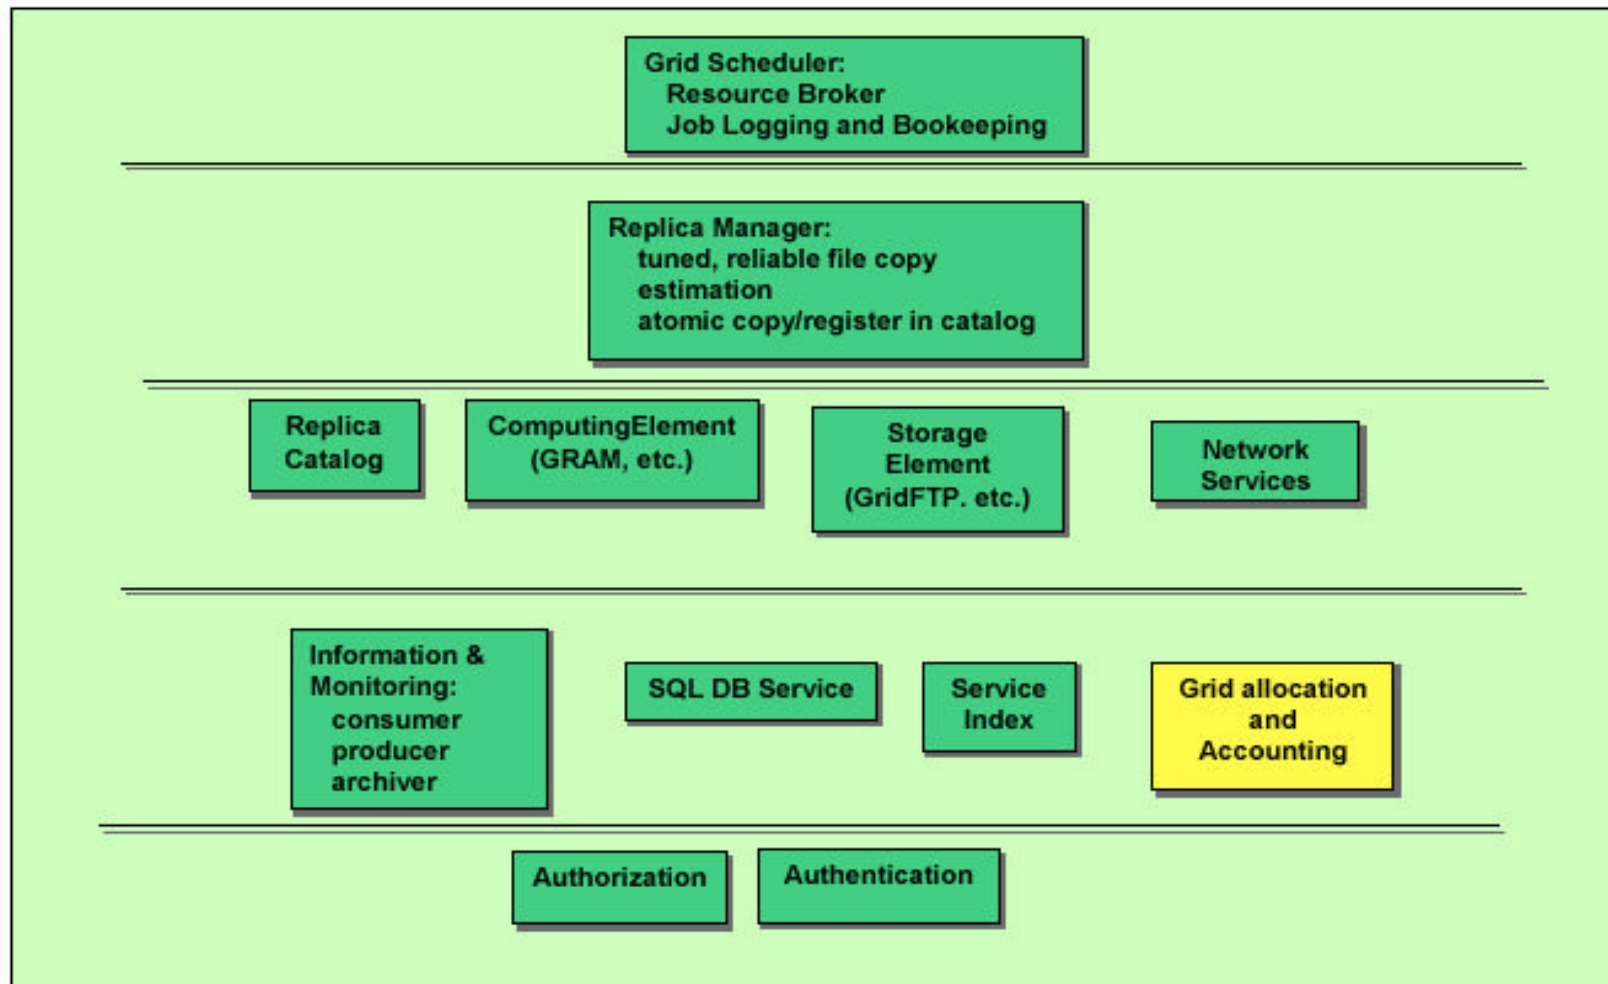 Grid Scheduler:
Resource Broker
Job Logging and Bookeeping
Replica Manager:
tuned, reliable file copy
estimation
atomic copy/register in catalog
Replica
Catalog
ComputingElement
(GRAM, etc.)
Storage
Element
(GridFTP. etc.)
Network
Services
Information &
Monitoring:
consumer
producer
archiver
SQL DB Service
Service
Index
Grid allocation
and
Accounting
Authorization
Authentication